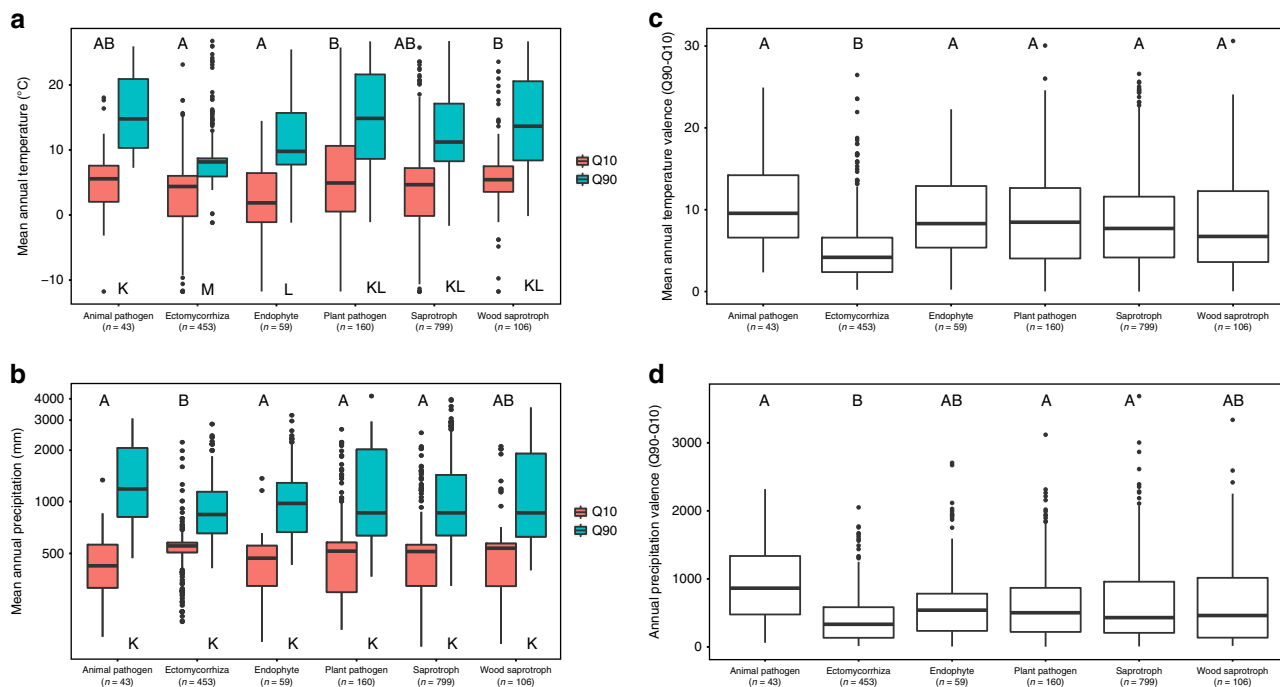 a
Mean annual temperature (°C)
20
10
0
−10
AB
A
A
B
AB
B
K
M
L
KL
KL
KL
Q10
Q90
Animal pathogen
(n = 43)
Ectomycorrhiza
(n = 453)
Endophyte
(n = 59)
Plant pathogen
(n = 160)
Saprotroph
(n = 799)
Wood saprotroph
(n = 106)
c
Mean annual temperature valence (Q90-Q10)
30
20
10
0
A
B
A
A
A
A
Animal pathogen
(n = 43)
Ectomycorrhiza
(n = 453)
Endophyte
(n = 59)
Plant pathogen
(n = 160)
Saprotroph
(n = 799)
Wood saprotroph
(n = 106)
b
Mean annual precipitation (mm)
4000
3000
2000
1000
500
A
B
A
A
A
AB
K
K
K
K
K
K
Q10
Q90
Animal pathogen
(n = 43)
Ectomycorrhiza
(n = 453)
Endophyte
(n = 59)
Plant pathogen
(n = 160)
Saprotroph
(n = 799)
Wood saprotroph
(n = 106)
d
Annual precipitation valence (Q90-Q10)
3000
2000
1000
0
A
B
AB
A
A
AB
Animal pathogen
(n = 43)
Ectomycorrhiza
(n = 453)
Endophyte
(n = 59)
Plant pathogen
(n = 160)
Saprotroph
(n = 799)
Wood saprotroph
(n = 106)